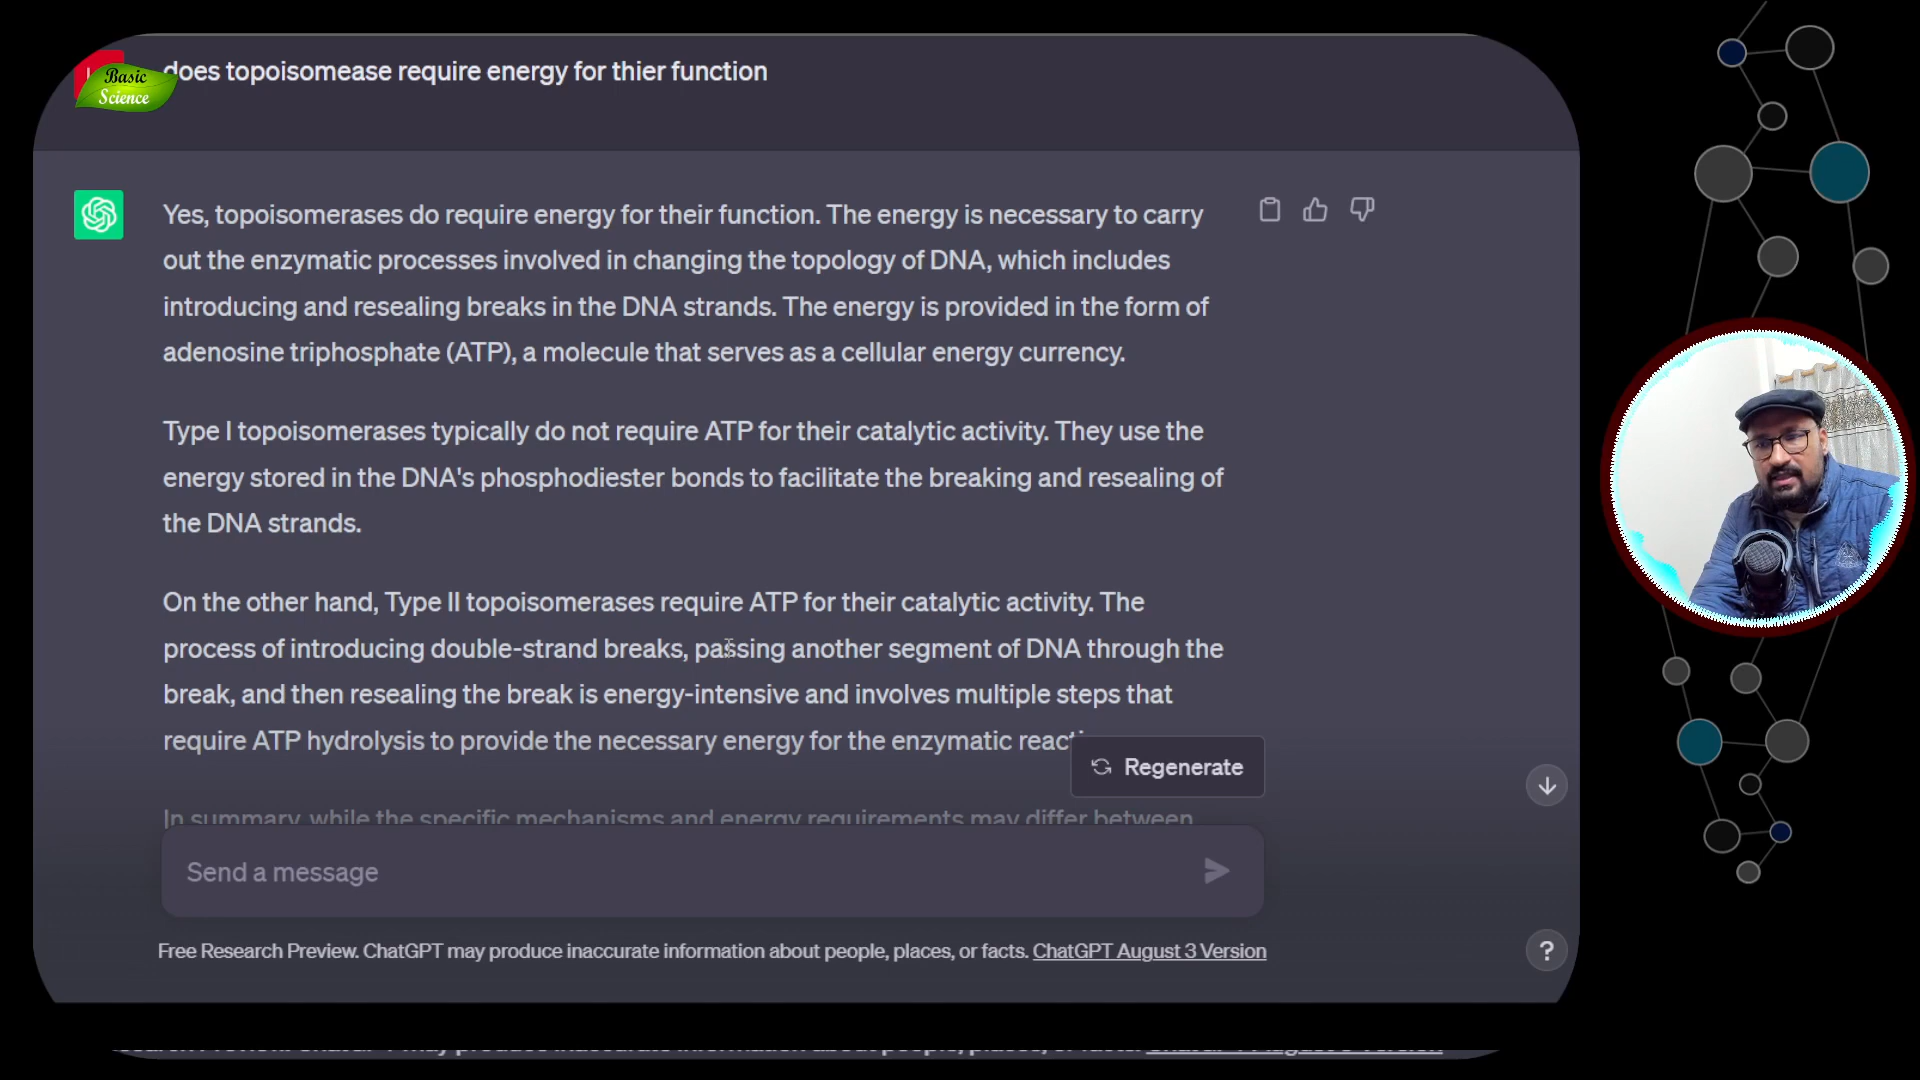 does topoisomease require energy for thier function
Basic
Science
Yes, topoisomerases do require energy for their function. The energy is necessary to carry
out the enzymatic processes involved in changing the topology of DNA, which includes
introducing and resealing breaks in the DNA strands. The energy is provided in the form of
adenosine triphosphate (ATP), a molecule that serves as a cellular energy currency.
Type I topoisomerases typically do not require ATP for their catalytic activity. They use the
energy stored in the DNA's phosphodiester bonds to facilitate the breaking and resealing of
the DNA strands.
On the other hand, Type II topoisomerases require ATP for their catalytic activity. The
process of introducing double-strand breaks, passing another segment of DNA through the
break, and then resealing the break is energy-intensive and involves multiple steps that
require ATP hydrolysis to provide the necessary energy for the enzymatic
Regenerate
In summary, while the specific mechanisms and energy requirements may differ between
Send a message
Free Research Preview. ChatGPT may produce inaccurate information about people, places, or facts. ChatGPT August 3 Version
?